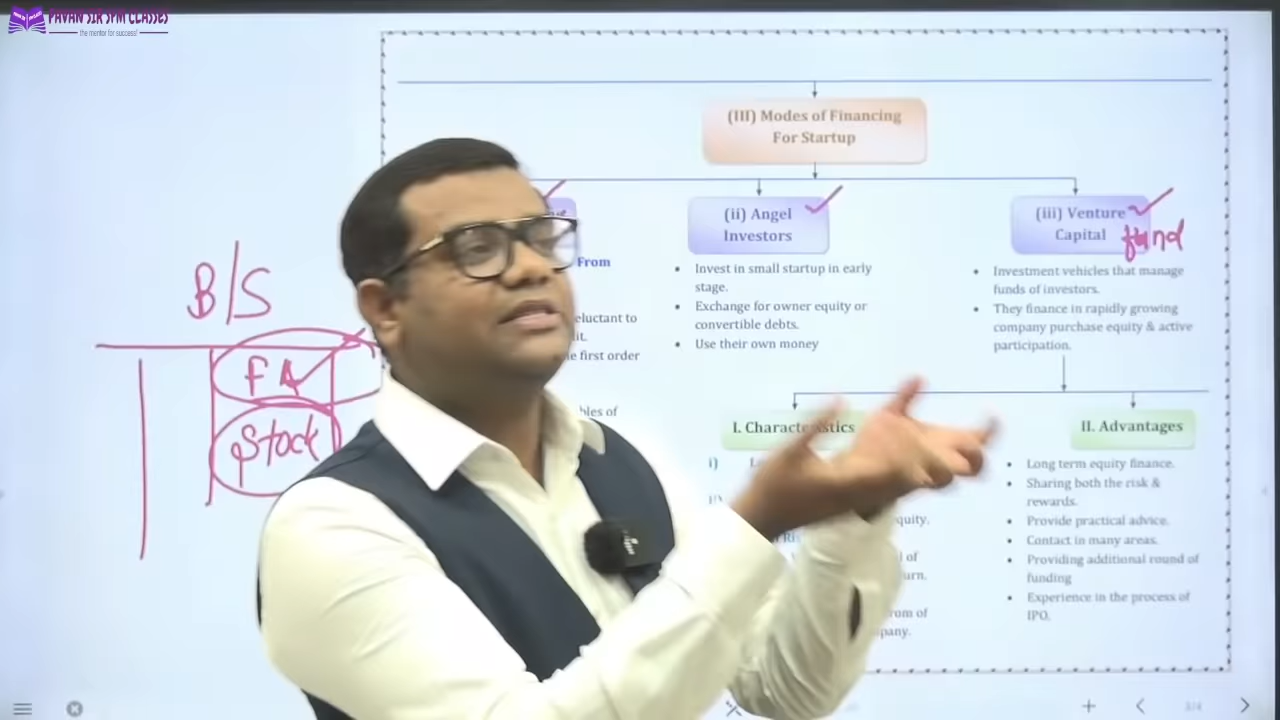 PAVAN SIR SPM CLASSES
the mentor for success!
(III) Modes of Financing
For Startup
(ii) Angel
Investors
(iii) Venture
Capital fund
From
Invest in small startup in early
stage.
Exchange for owner equity or
convertible debts.
Use their own money
Investment vehicles that manage
funds of investors.
They finance in rapidly growing
company purchase equity & active
participation.
eluctant to
it.
e first order
bles of
B/S
FA
Stock
I. Characteristics
i)
quity.
l of
urn.
rom of
pany.
II. Advantages
Long term equity finance.
Sharing both the risk &
rewards.
Provide practical advice.
Contact in many areas.
Providing additional round of
funding
Experience in the process of
IPO.